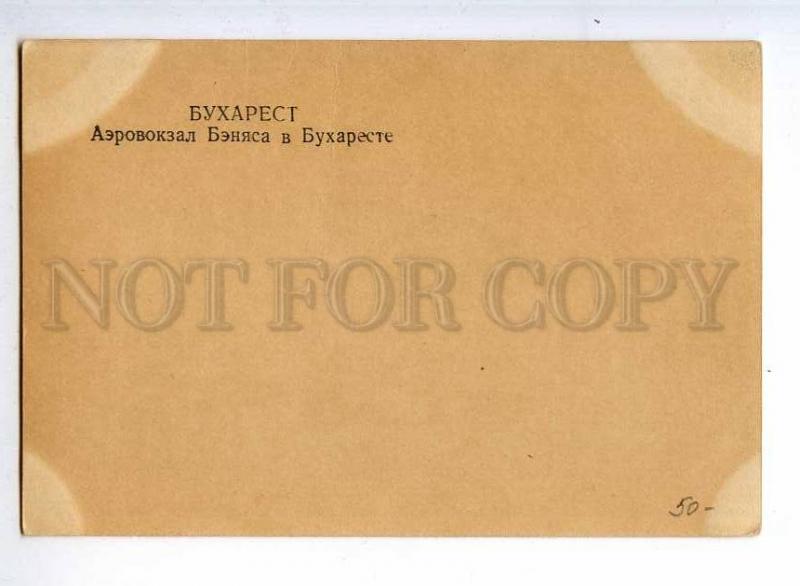 БУХАРЕСТ
Аэровокзал Бэняса в Бухаресте
NOT FOR COPY
50-